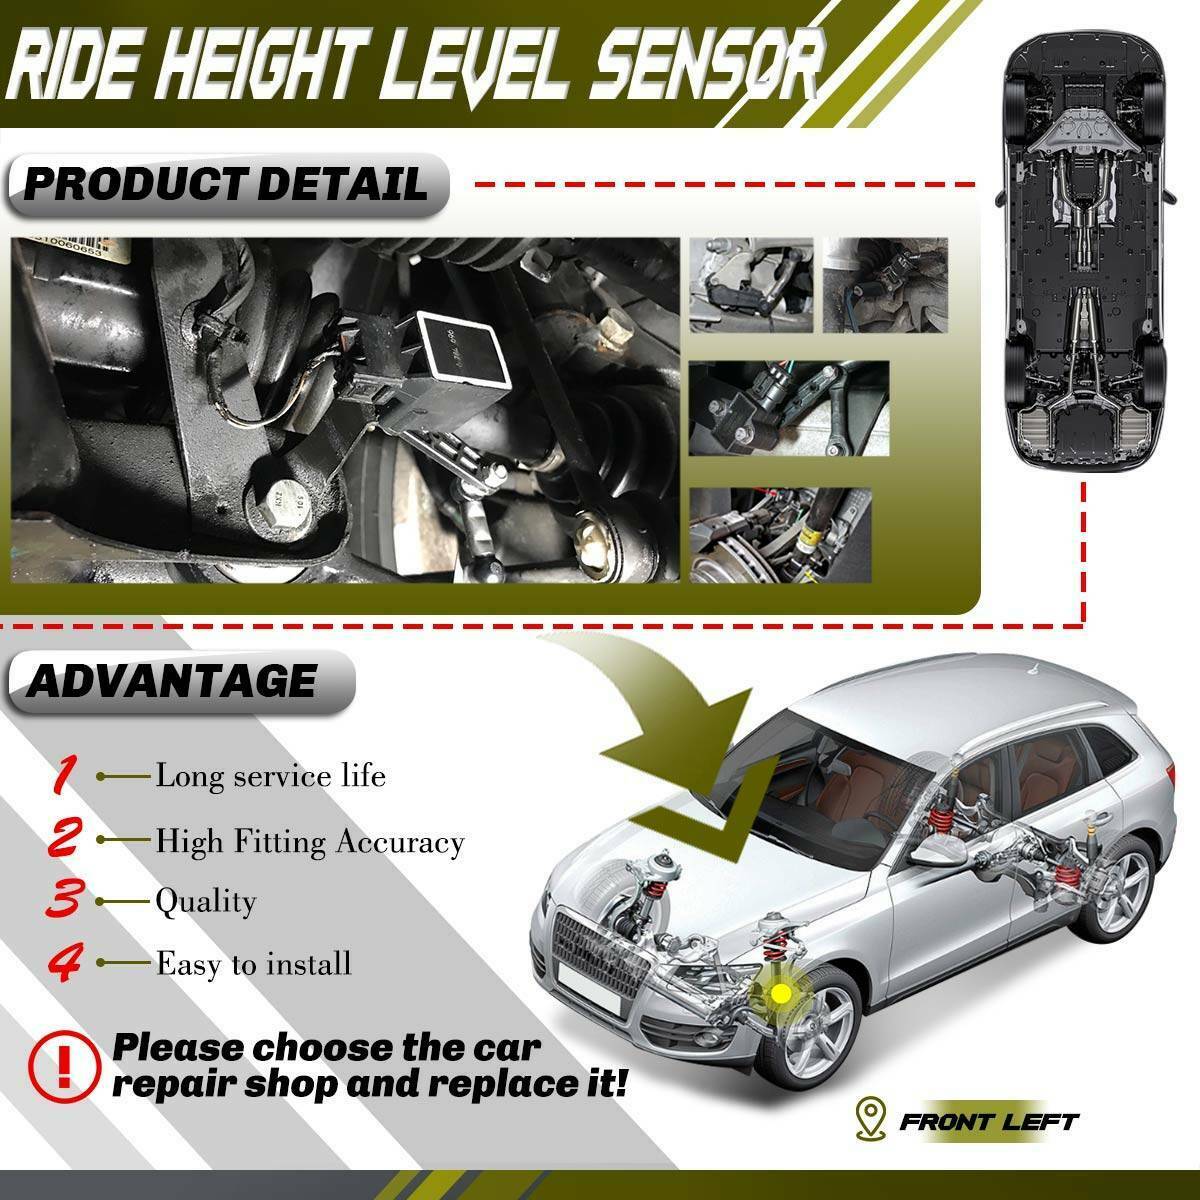 RIDE HEIGHT LEVEL SENSOR
PRODUCT DETAIL
ADVANTAGE
1 Long service life
2 High Fitting Accuracy
3 Quality
4 Easy to install
! Please choose the car
repair shop and replace it!
FRONT LEFT